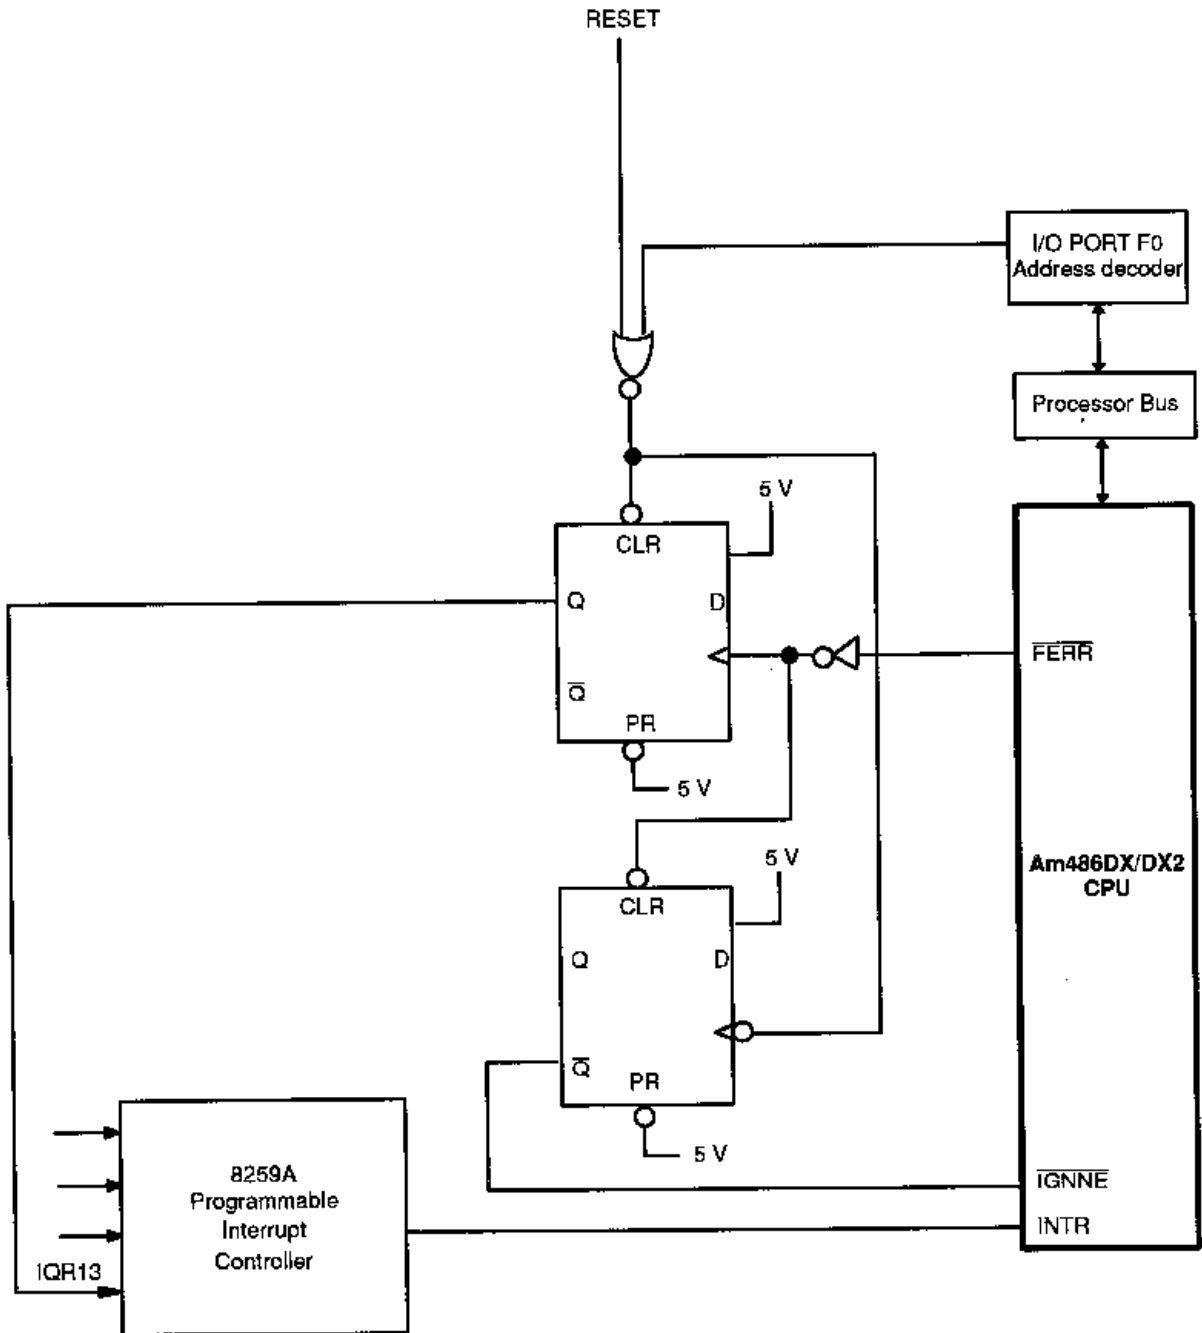 RESET
I/O PORT F0
Address decoder
Processor Bus
5 V
CLR
Q
D
FERR
Q
PR
5 V
5 V
Am486DX/DX2
CPU
CLR
Q
D
Q
PR
5 V
8259A
Programmable
Interrupt
Controller
IGNNE
INTR
IQR13